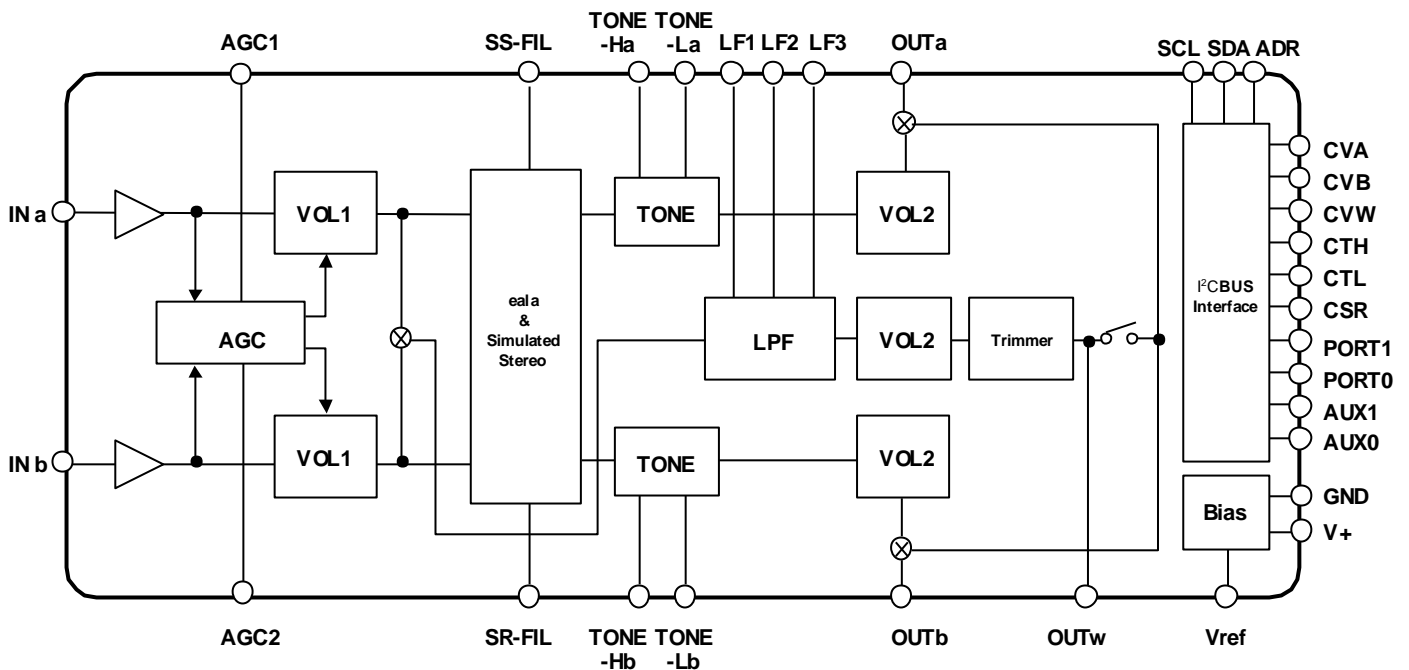 AGC1
SS-FIL
TONE
-Ha
TONE
-La
LF1
LF2
LF3
OUTa
SCL
SDA
ADR
INa
VOL1
TONE
VOL2
AGC
eala
&
Simulated
Stereo
LPF
VOL2
Trimmer
I²CBUS
Interface
CVA
CVB
CVW
CTH
CTL
CSR
PORT1
PORT0
AUX1
AUX0
INb
VOL1
TONE
VOL2
Bias
GND
V+
AGC2
SR-FIL
TONE
-Hb
TONE
-Lb
OUTb
OUTw
Vref